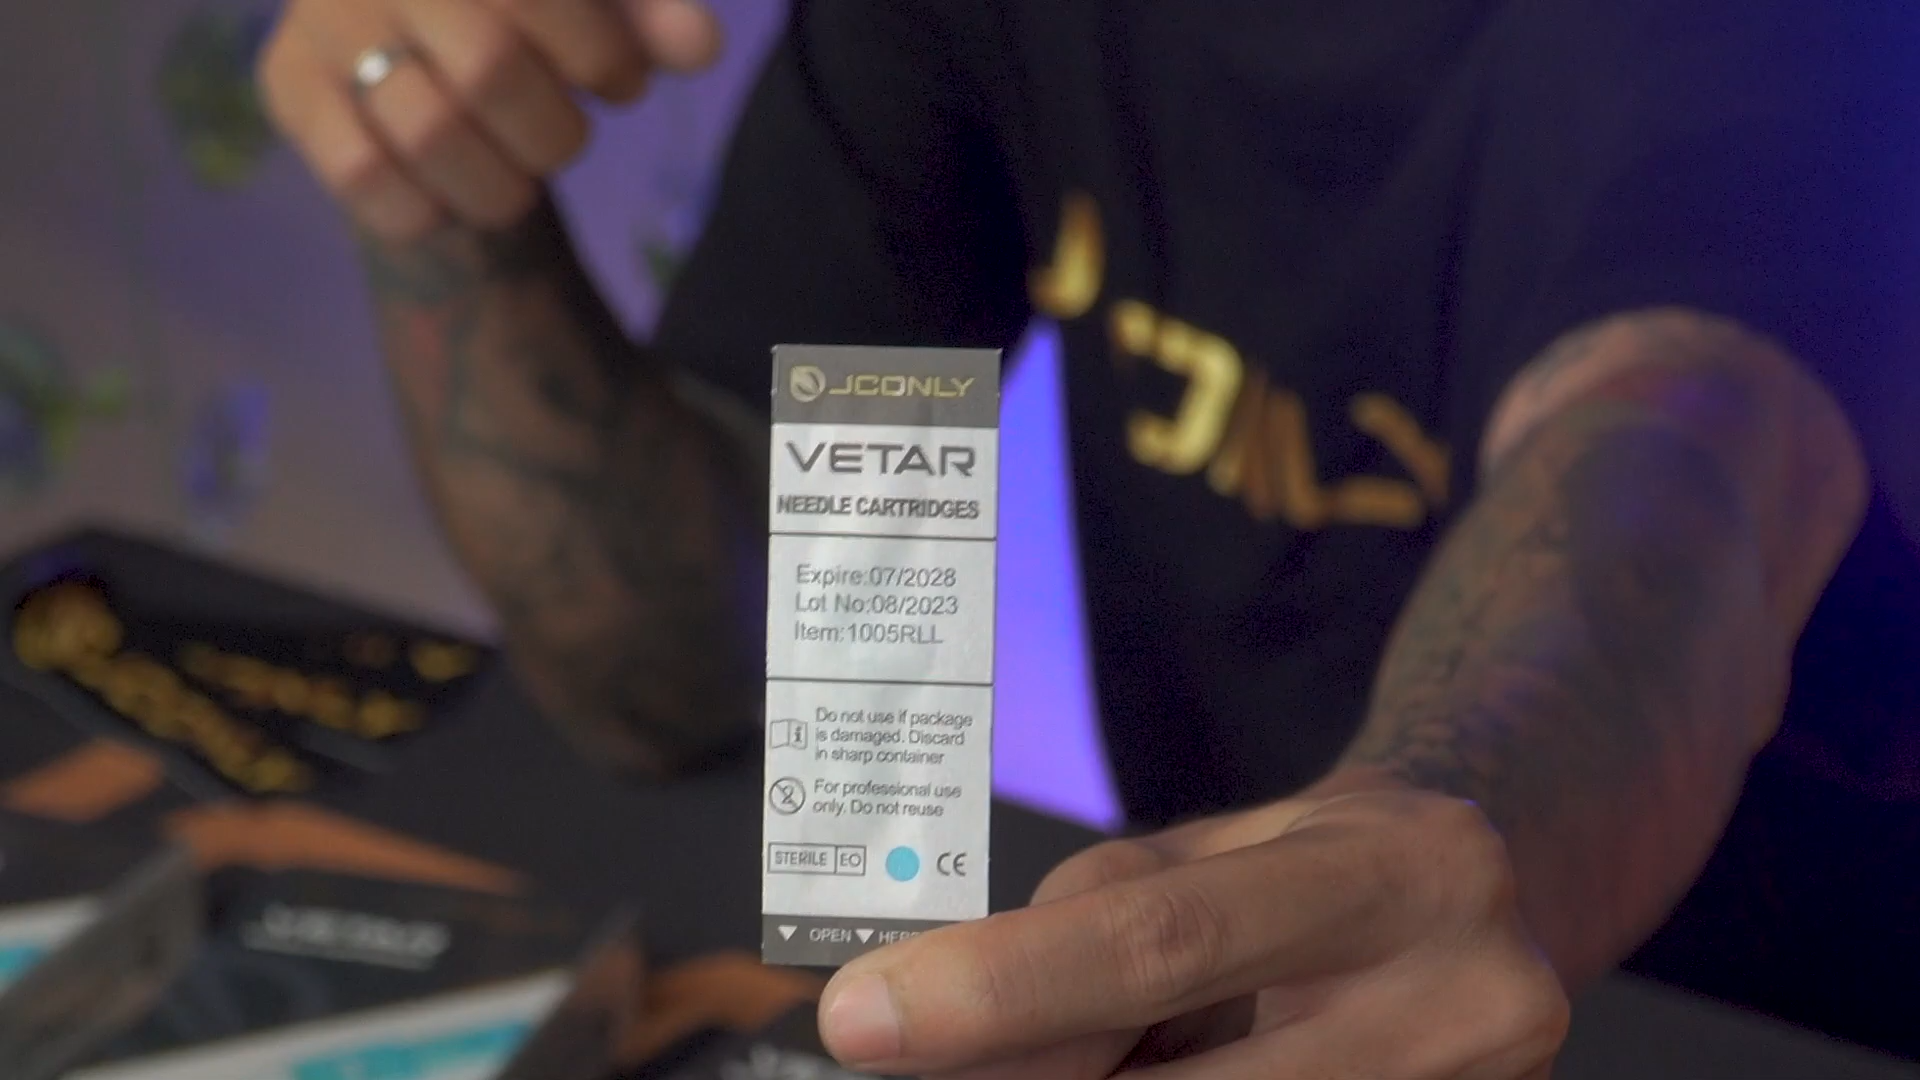 JCONLY
VETAR
NEEDLE CARTRIDGES
Expire:07/2028
Lot No:08/2023
Item:1005RLL
Do not use if package
is damaged. Discard
in sharp container
For professional use
only. Do not reuse
STERILE EO
CE
OPEN